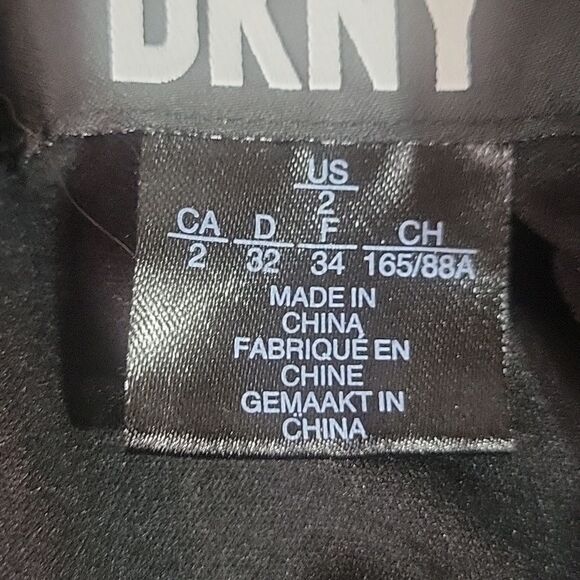 DKNY
US
2
CA D F CH
2 32 34 165/88A
MADE IN
CHINA
FABRIQUÉ EN
CHINE
GEMAAKT IN
CHINA